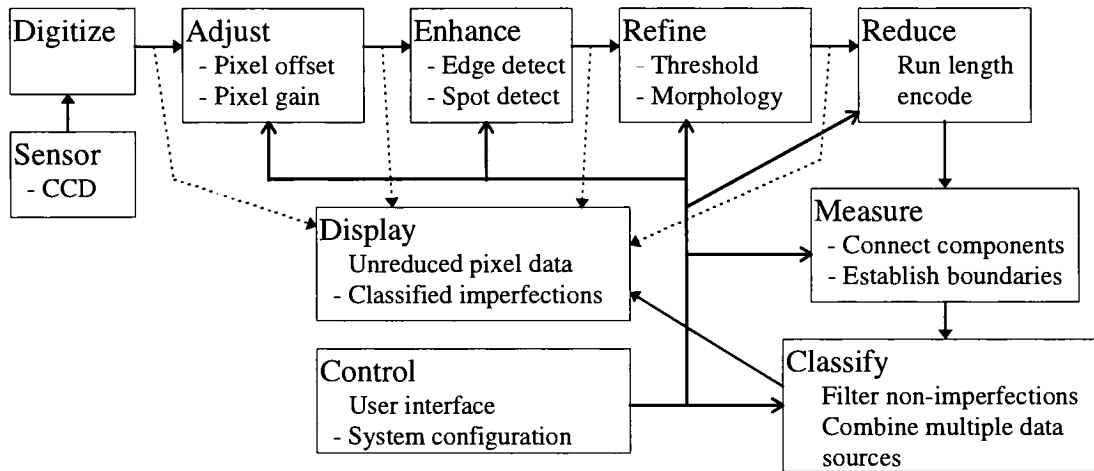 Digitize
Adjust
- Pixel offset
- Pixel gain
Enhance
- Edge detect
- Spot detect
Refine
- Threshold
- Morphology
Reduce
Run length
encode
Sensor
- CCD
Display
Unreduced pixel data
- Classified imperfections
Measure
- Connect components
- Establish boundaries
Control
User interface
- System configuration
Classify
Filter non-imperfections
Combine multiple data
sources